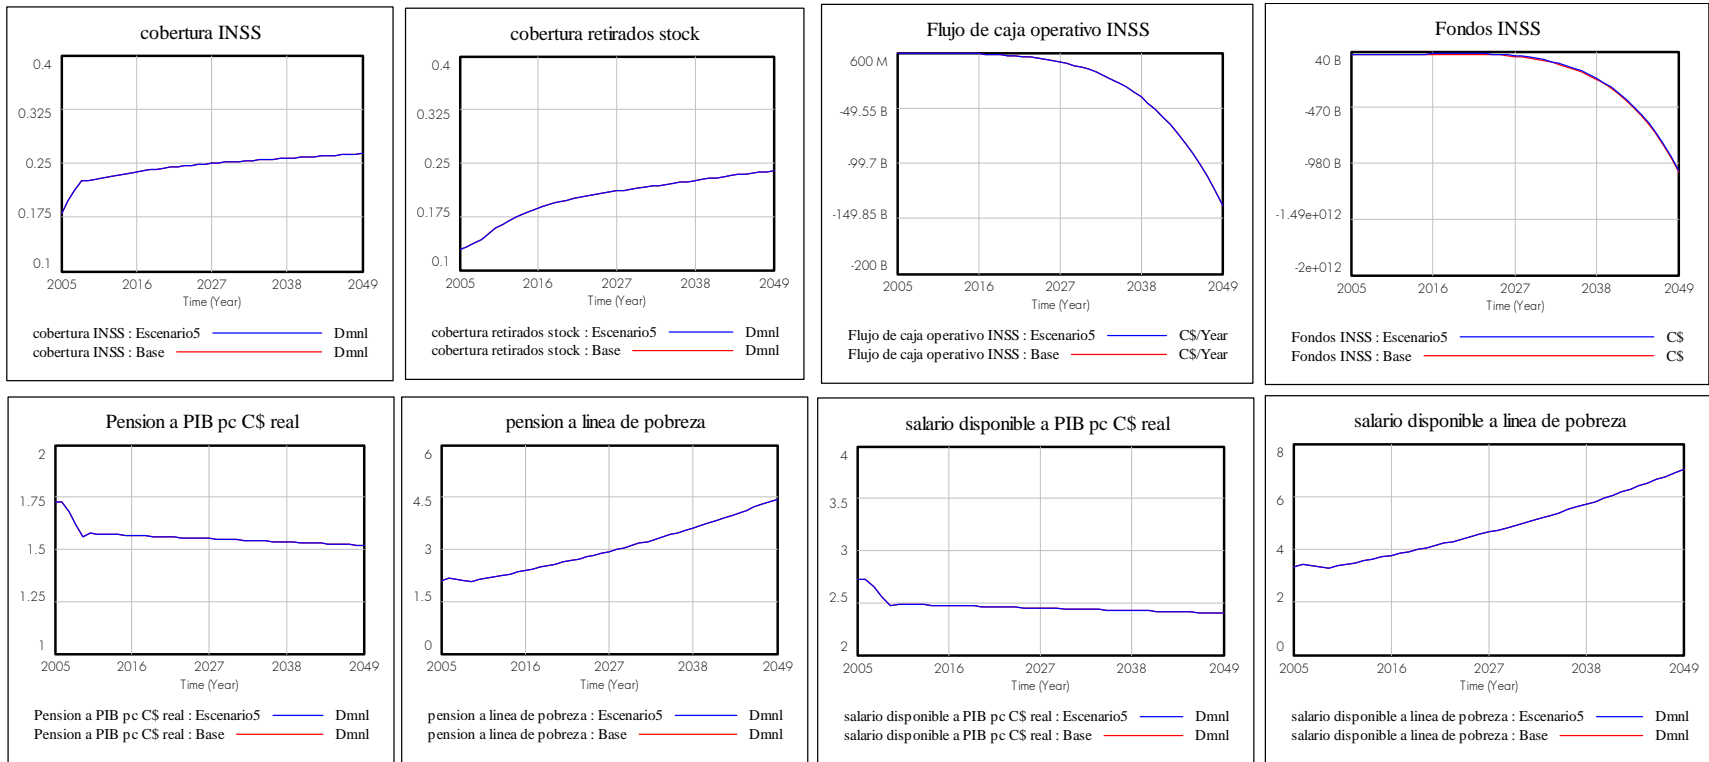 cobertura INSS
0.4
0.325
0.25
0.175
0.1
2005 2016 2027 2038 2049
Time (Year)
cobertura INSS : Escenario5 Dmnl
cobertura INSS : Base Dmnl
cobertura retirados stock
0.4
0.325
0.25
0.175
0.1
2005 2016 2027 2038 2049
Time (Year)
cobertura retirados stock : Escenario5 Dmnl
cobertura retirados stock : Base Dmnl
Flujo de caja operativo INSS
600 M
-49.55 B
-99.7 B
-149.85 B
-200 B
2005 2016 2027 2038 2049
Time (Year)
Flujo de caja operativo INSS : Escenario5 C$/Year
Flujo de caja operativo INSS : Base C$/Year
Fondos INSS
40 B
-470 B
-980 B
-1.49e+012
-2e+012
2005 2016 2027 2038 2049
Time (Year)
Fondos INSS : Escenario5 C$
Fondos INSS : Base C$
Pension a PIB pc C$ real
2
1.75
1.5
1.25
1
2005 2016 2027 2038 2049
Time (Year)
Pension a PIB pc C$ real : Escenario5 Dmnl
Pension a PIB pc C$ real : Base Dmnl
pension a linea de pobreza
6
4.5
3
1.5
0
2005 2016 2027 2038 2049
Time (Year)
pension a linea de pobreza : Escenario5 Dmnl
pension a linea de pobreza : Base Dmnl
salario disponible a PIB pc C$ real
4
3.5
3
2.5
2
2005 2016 2027 2038 2049
Time (Year)
salario disponible a PIB pc C$ real : Escenario5 Dmnl
salario disponible a PIB pc C$ real : Base Dmnl
salario disponible a linea de pobreza
8
6
4
2
0
2005 2016 2027 2038 2049
Time (Year)
salario disponible a linea de pobreza : Escenario5 Dmnl
salario disponible a linea de pobreza : Base Dmnl